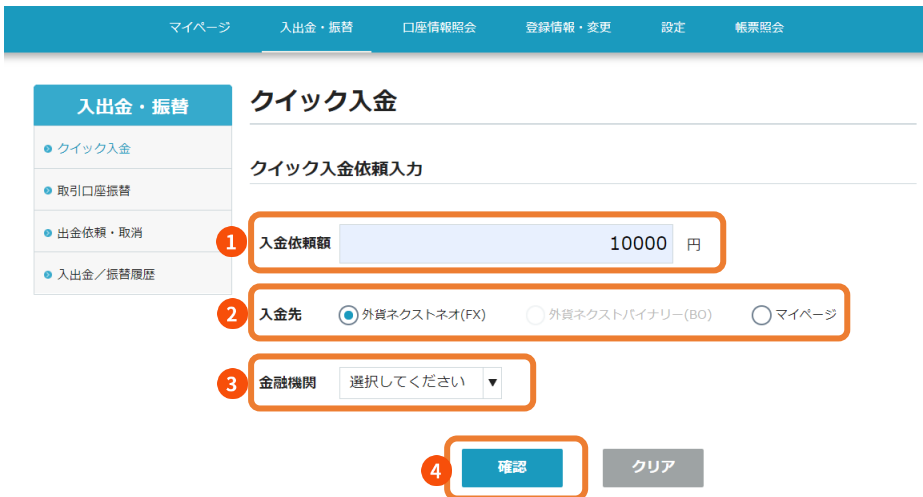 マイページ 入出金・振替 口座情報照会 登録情報・変更 設定 帳票照会
入出金・振替
クイック入金
取引口座振替
出金依頼・取消
入出金／振替履歴
クイック入金
クイック入金依頼入力
1 入金依頼額 10000 円
2 入金先 外貨ネクストネオ(FX) 外貨ネクストバイナリー(BO) マイページ
3 金融機関 選択してください ▼
4 確認 クリア